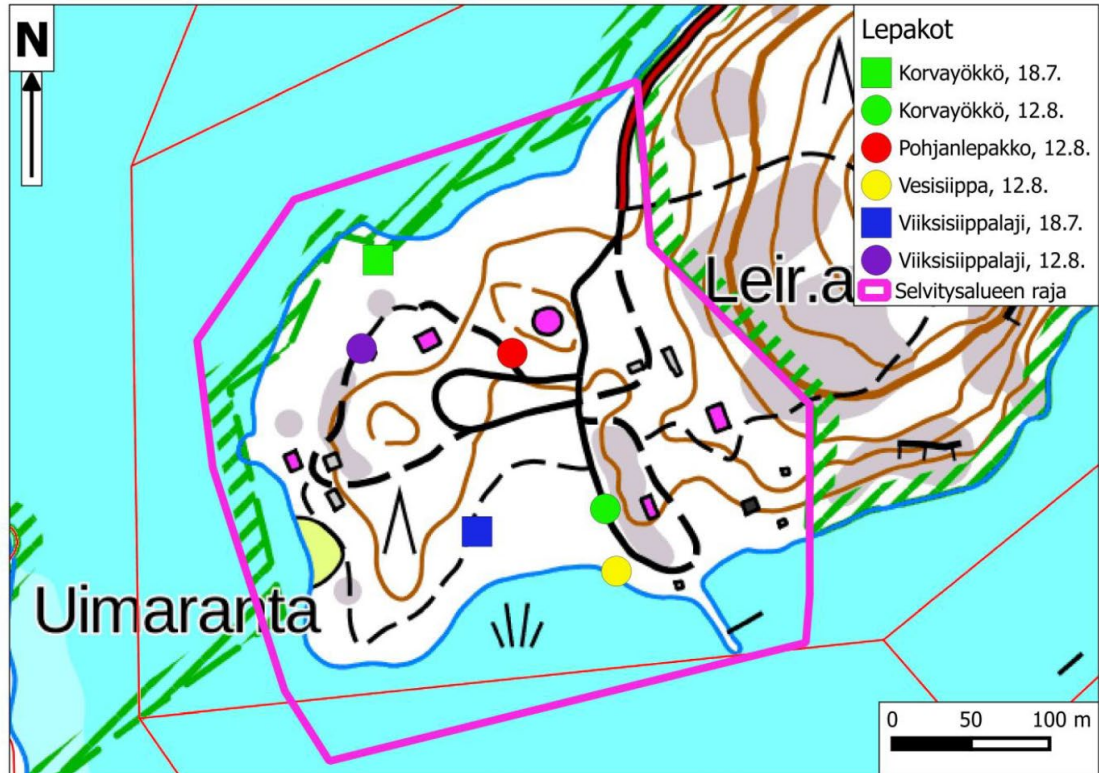 N
Lepakot
Korvayökkö, 18.7.
Korvayökkö, 12.8.
Pohjanlepakko, 12.8.
Vesisiippa, 12.8.
Viiksisiippalaji, 18.7.
Viiksisiippalaji, 12.8.
Selvitysalueen raja
Leir.a
Uimaranta
0 50 100 m